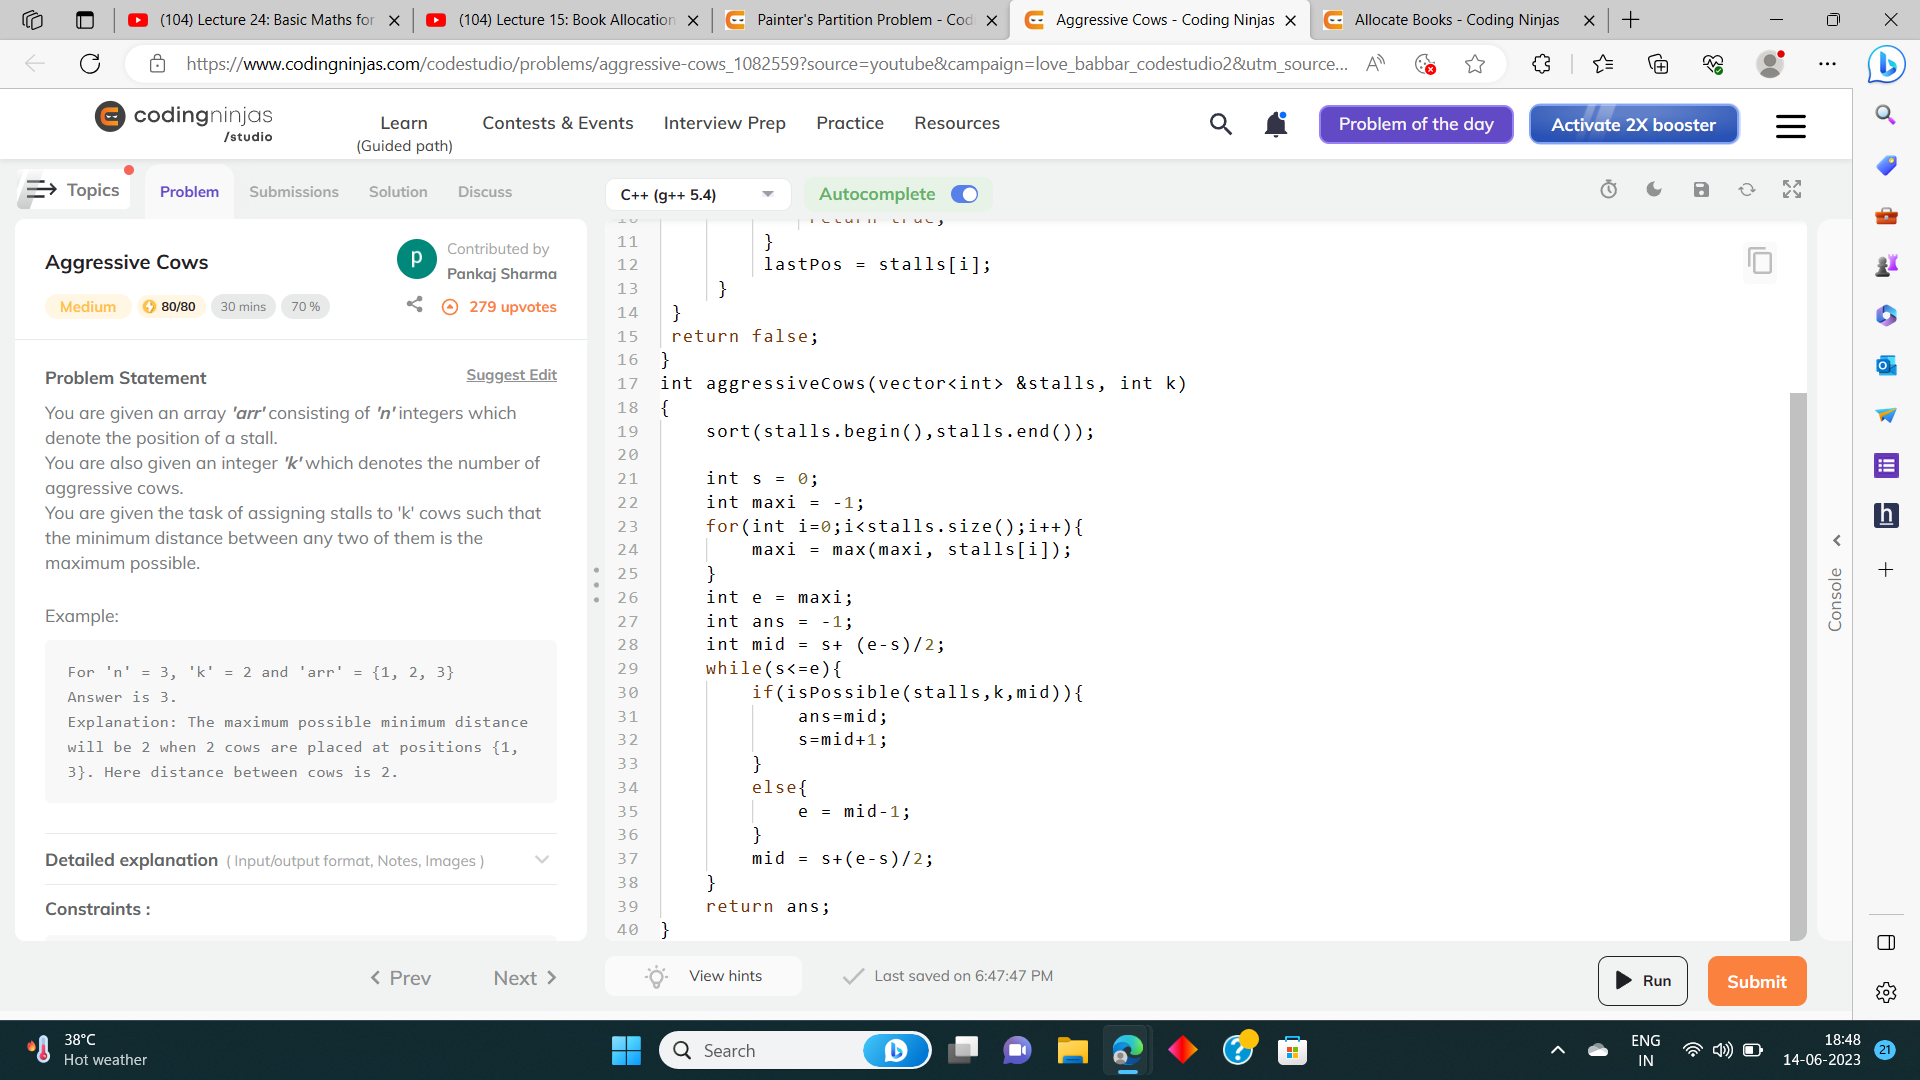 (104) Lecture 24: Basic Maths for
(104) Lecture 15: Book Allocation
Painter's Partition Problem - Codi
Aggressive Cows - Coding Ninjas
Allocate Books - Coding Ninjas
https://www.codingninjas.com/codestudio/problems/aggressive-cows_1082559?source=youtube&campaign=love_babbar_codestudio2&utm_source...
codingninjas
/studio
Learn
(Guided path)
Contests & Events
Interview Prep
Practice
Resources
Problem of the day
Activate 2X booster
Topics
Problem
Submissions
Solution
Discuss
C++ (g++ 5.4)
Autocomplete
Aggressive Cows
p
Contributed by
Pankaj Sharma
Medium
80/80
30 mins
70 %
279 upvotes
Problem Statement
Suggest Edit
You are given an array 'arr' consisting of 'n' integers which
denote the position of a stall.
You are also given an integer 'k' which denotes the number of
aggressive cows.
You are given the task of assigning stalls to 'k' cows such that
the minimum distance between any two of them is the
maximum possible.
Example:
For 'n' = 3, 'k' = 2 and 'arr' = {1, 2, 3}
Answer is 3.
Explanation: The maximum possible minimum distance
will be 2 when 2 cows are placed at positions {1,
3}. Here distance between cows is 2.
Detailed explanation ( Input/output format, Notes, Images )
Constraints :
Prev
Next
10 return true;
11 }
12 lastPos = stalls[i];
13 }
14 }
15 return false;
16 }
17 int aggressiveCows(vector<int> &stalls, int k)
18 {
19 sort(stalls.begin(),stalls.end());
20
21 int s = 0;
22 int maxi = -1;
23 for(int i=0;i<stalls.size();i++){
24 maxi = max(maxi, stalls[i]);
25 }
26 int e = maxi;
27 int ans = -1;
28 int mid = s+ (e-s)/2;
29 while(s<=e){
30 if(isPossible(stalls,k,mid)){
31 ans=mid;
32 s=mid+1;
33 }
34 else{
35 e = mid-1;
36 }
37 mid = s+(e-s)/2;
38 }
39 return ans;
40 }
Console
View hints
Last saved on 6:47:47 PM
Run
Submit
38°C
Hot weather
Search
ENG
IN
18:48
14-06-2023
21